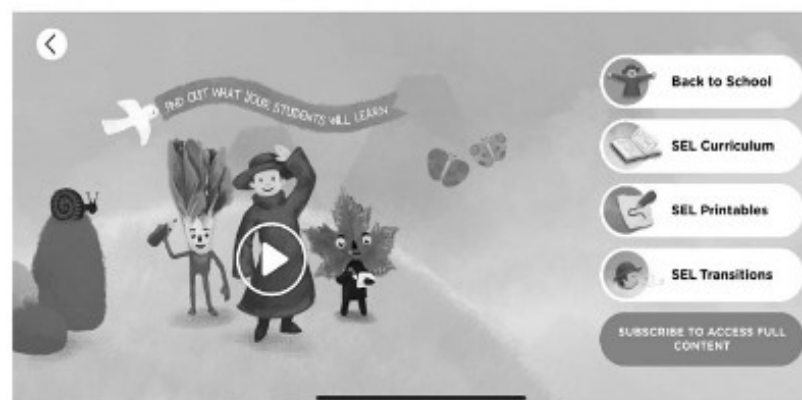 FIND OUT WHAT YOUR STUDENTS WILL LEARN
Back to School
SEL Curriculum
SEL Printables
SEL Transitions
SUBSCRIBE TO ACCESS FULL
CONTENT